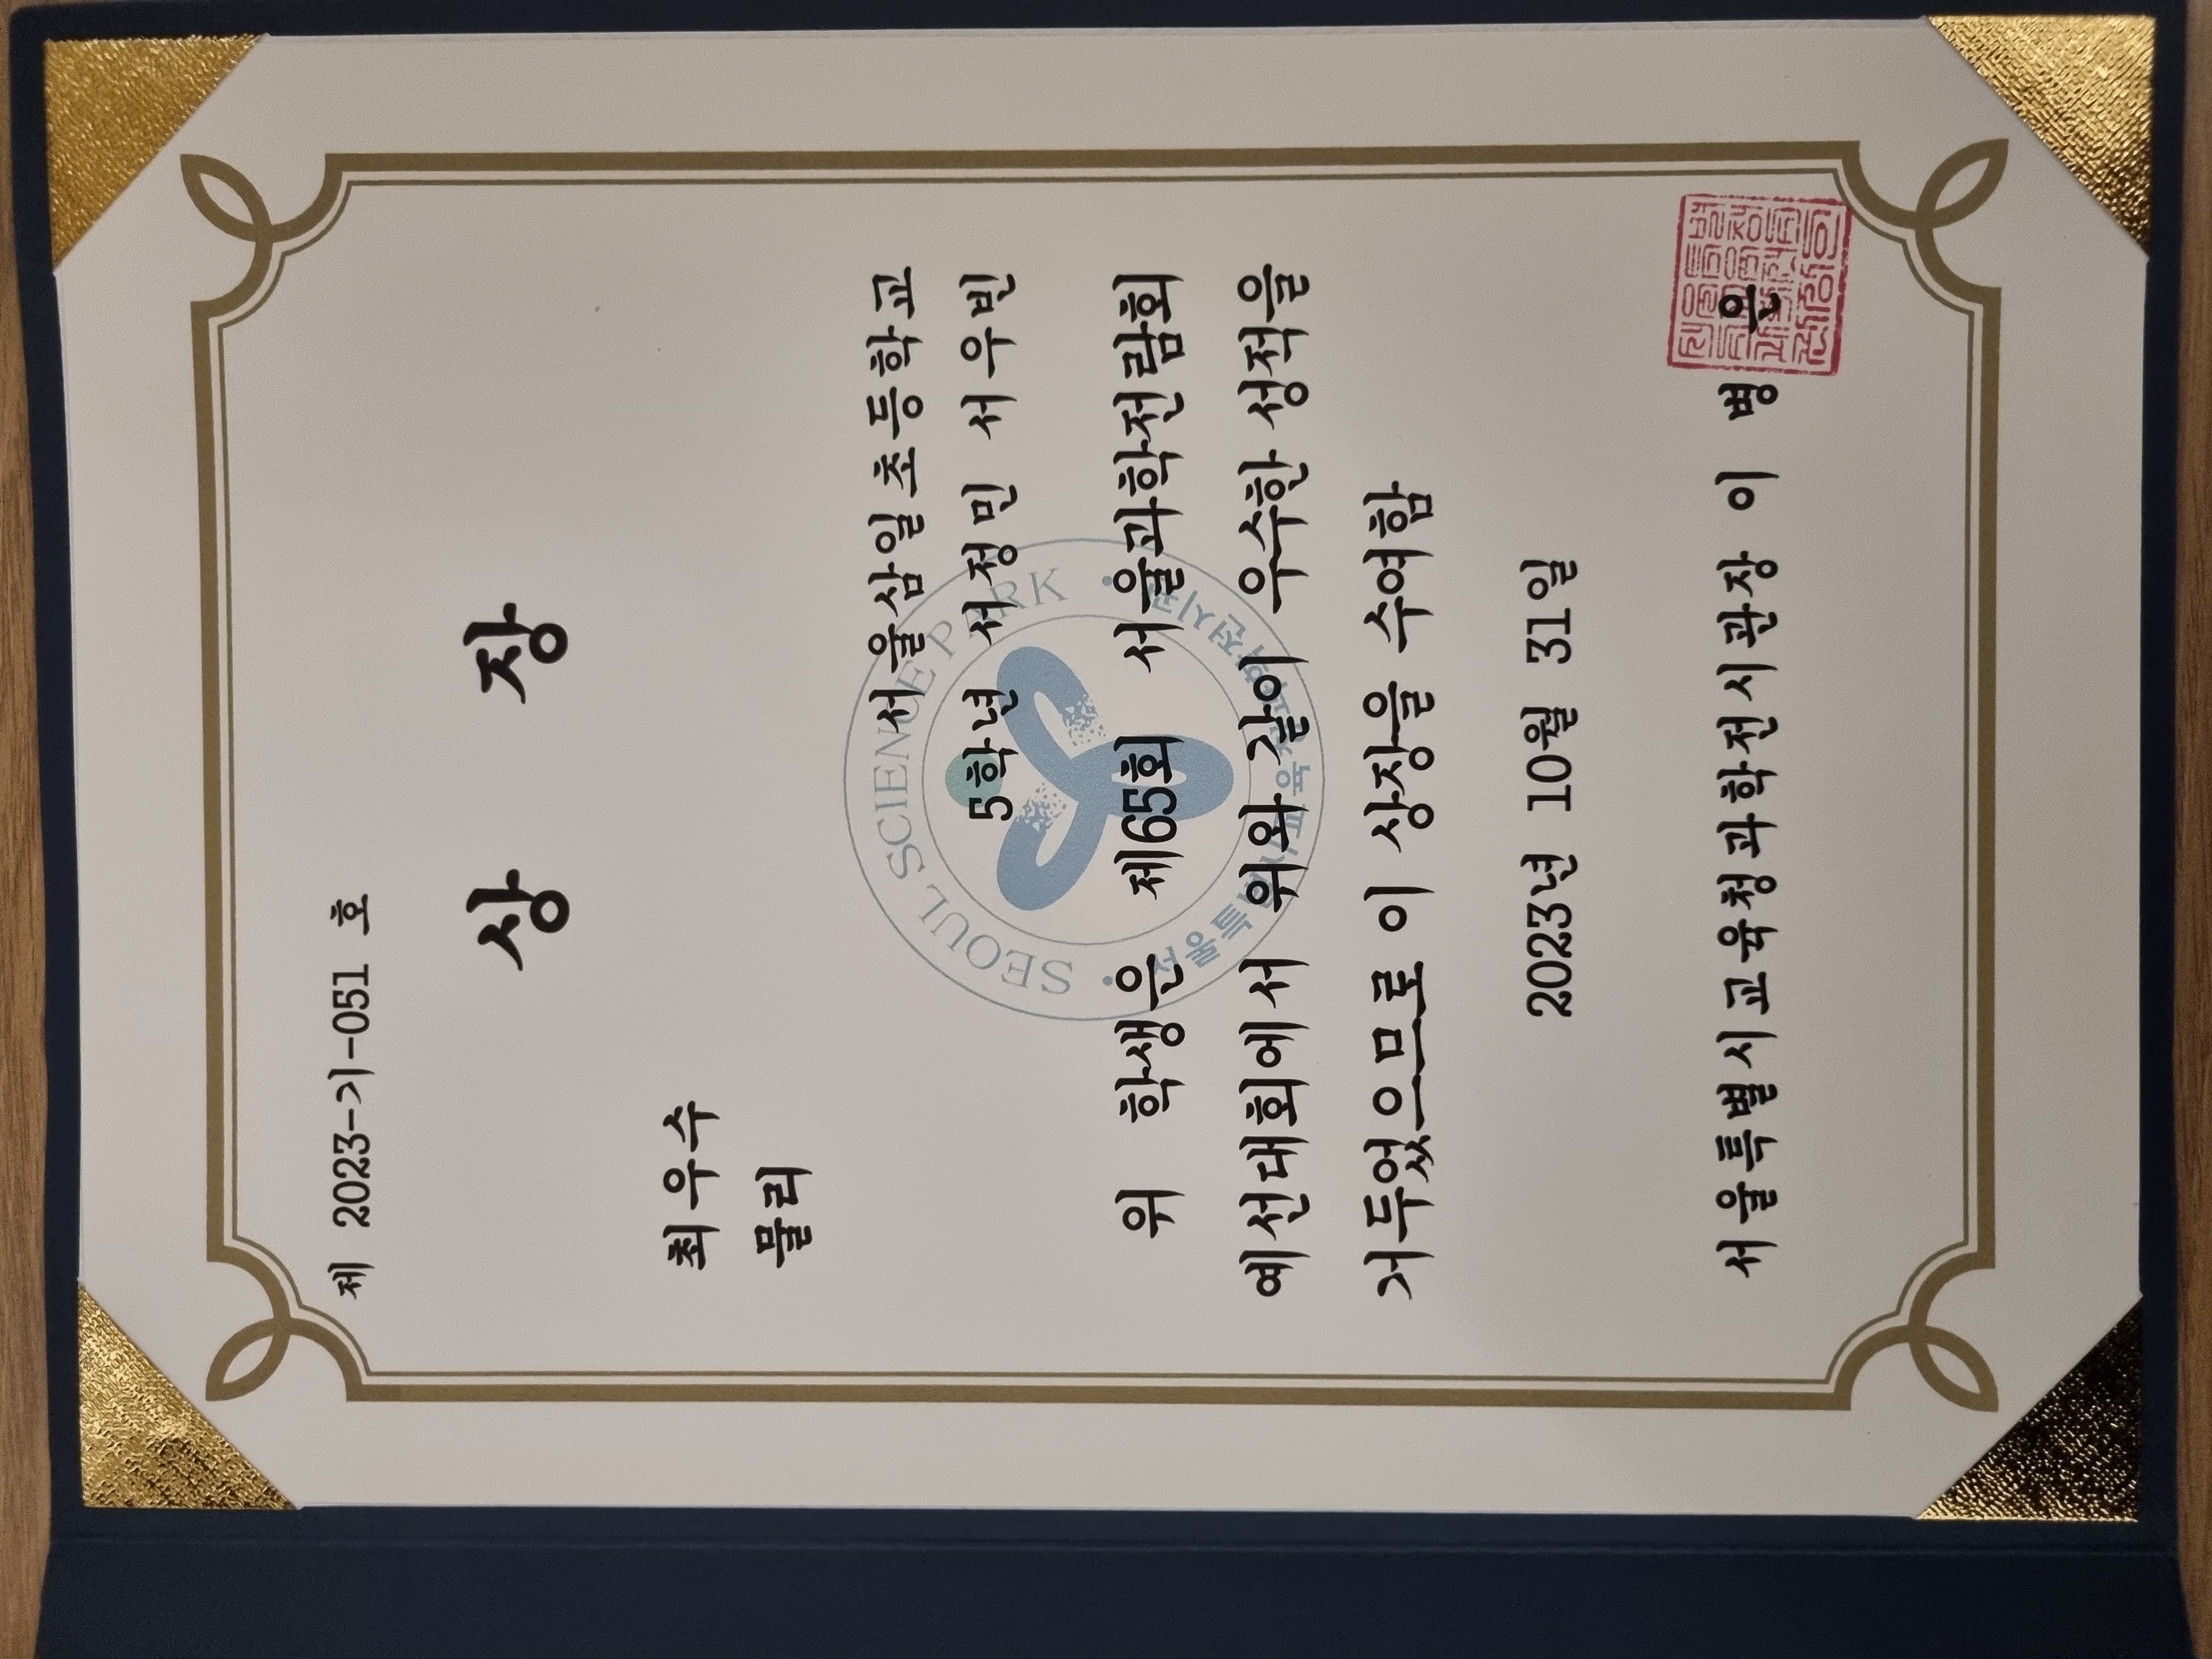 제 2023-기-051 호
상 장
최우수
물리
서울삼일초등학교
5학년 서정민 서우빈
위 학생은 제65회 서울과학전람회
예선대회에서 위와 같이 우수한 성적을
거두었으므로 이 상장을 수여함
2023년 10월 31일
서울특별시교육청과학전시관장 이 병 은
SEOUL SCIENCE PARK
서울특별시교육청과학전시관